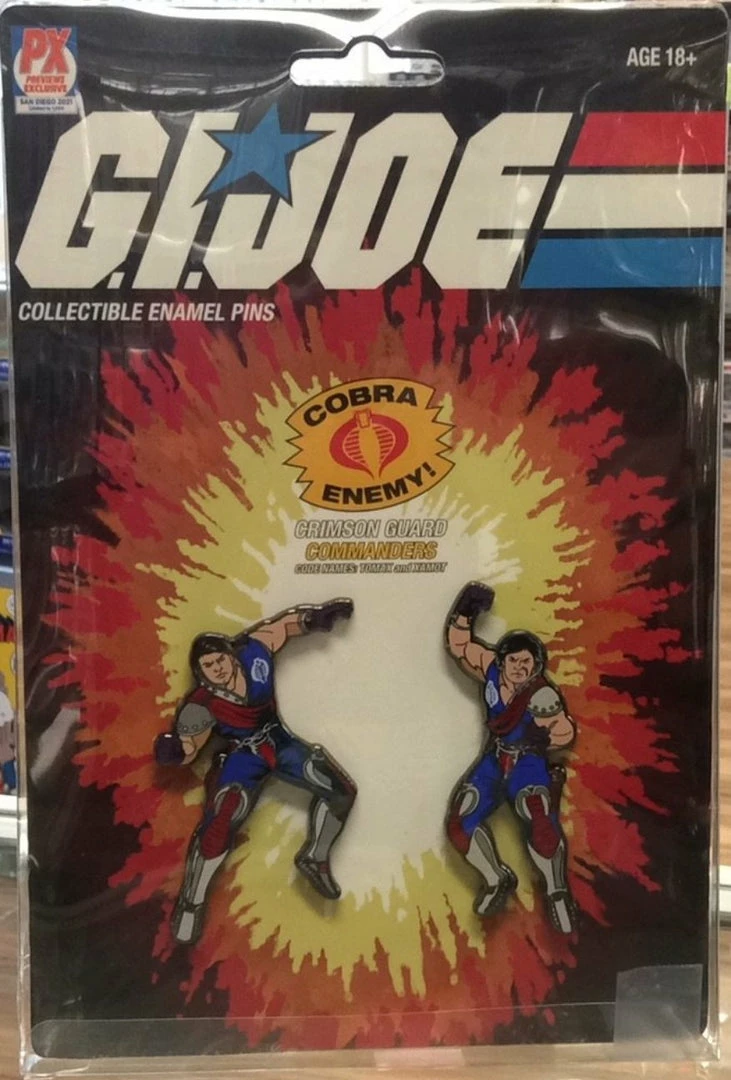 PX
PREVIEWS
EXCLUSIVE
SAN DIEGO 2021
AGE 18+
G.I.JOE
COLLECTIBLE ENAMEL PINS
COBRA
ENEMY!
CRIMSON GUARD
COMMANDERS
CODE NAMES: TOMAX and XAMOT